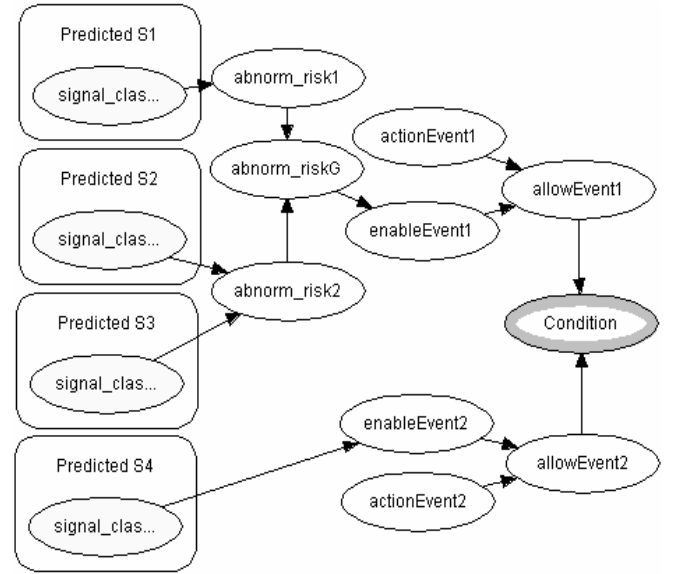 Predicted S1
signal_clas...
abnorm_risk1
actionEvent1
Predicted S2
abnorm_riskG
allowEvent1
signal_clas...
enableEvent1
abnorm_risk2
Predicted S3
Condition
signal_clas...
enableEvent2
Predicted S4
allowEvent2
actionEvent2
signal_clas...